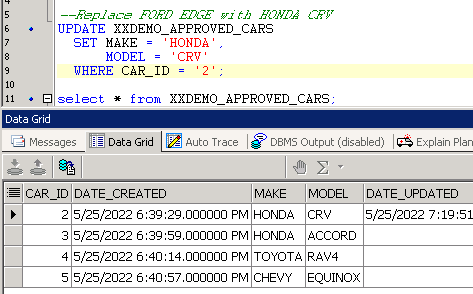 5
--Replace FORD EDGE with HONDA CRV
6 UPDATE XXDEMO_APPROVED_CARS
7 SET MAKE = 'HONDA',
8 MODEL = 'CRV'
9 WHERE CAR_ID = '2';
10
11 select * from XXDEMO_APPROVED_CARS;
Data Grid
Messages Data Grid Auto Trace DBMS Output (disabled) Explain Plan
CAR_ID DATE_CREATED MAKE MODEL DATE_UPDATED
2 5/25/2022 6:39:29.000000 PM HONDA CRV 5/25/2022 7:19:51
3 5/25/2022 6:39:59.000000 PM HONDA ACCORD
4 5/25/2022 6:40:14.000000 PM TOYOTA RAV4
5 5/25/2022 6:40:57.000000 PM CHEVY EQUINOX